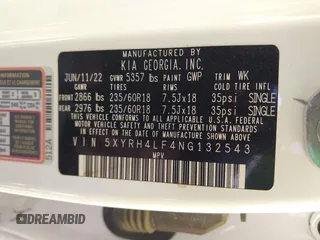 KIA GEORGIA, INC.
JUN/11/22 GVWR 5357 lbs PAINT GWP TRIM WK
GAWR TIRES RIMS COLD TIRE INFL
FRONT 2866 lbs 235/60R18 7.5JX18 35psi SINGLE
REAR 2976 lbs 235/60R18 7.5JX18 35psi SINGLE
THIS VEHICLE CONFORMS TO ALL APPLICABLE U.S. FEDERAL
MOTOR VEHICLE SAFETY AND THEFT PREVENTION STANDARDS IN
EFFECT ON THE DATE OF MANUFACTURE SHOWN ABOVE.
VIN 5XYRH4LF4NG132543
MPV
512A
DREAMBID